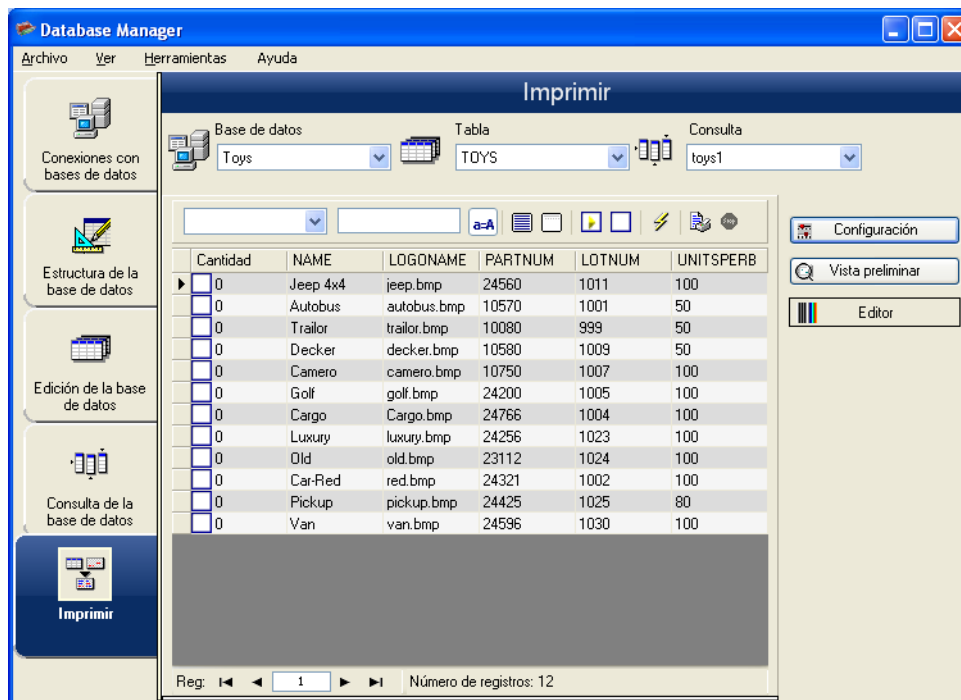 Database Manager
Archivo Ver Herramientas Ayuda
Imprimir
Conexiones con
bases de datos
Estructura de la
base de datos
Edición de la base
de datos
Consulta de la
base de datos
Imprimir
Base de datos Tabla Consulta
Toys TOYS toys1
a=A Stop
Configuración
Vista preliminar
Editor
Cantidad NAME LOGONAME PARTNUM LOTNUM UNITSPERB
0 Jeep 4x4 jeep.bmp 24560 1011 100
0 Autobus autobus.bmp 10570 1001 50
0 Trailor trailor.bmp 10080 999 50
0 Decker decker.bmp 10580 1009 50
0 Camero camero.bmp 10750 1007 100
0 Golf golf.bmp 24200 1005 100
0 Cargo Cargo.bmp 24766 1004 100
0 Luxury luxury.bmp 24256 1023 100
0 Old old.bmp 23112 1024 100
0 Car-Red red.bmp 24321 1002 100
0 Pickup pickup.bmp 24425 1025 80
0 Van van.bmp 24596 1030 100
Reg: 1 Número de registros: 12